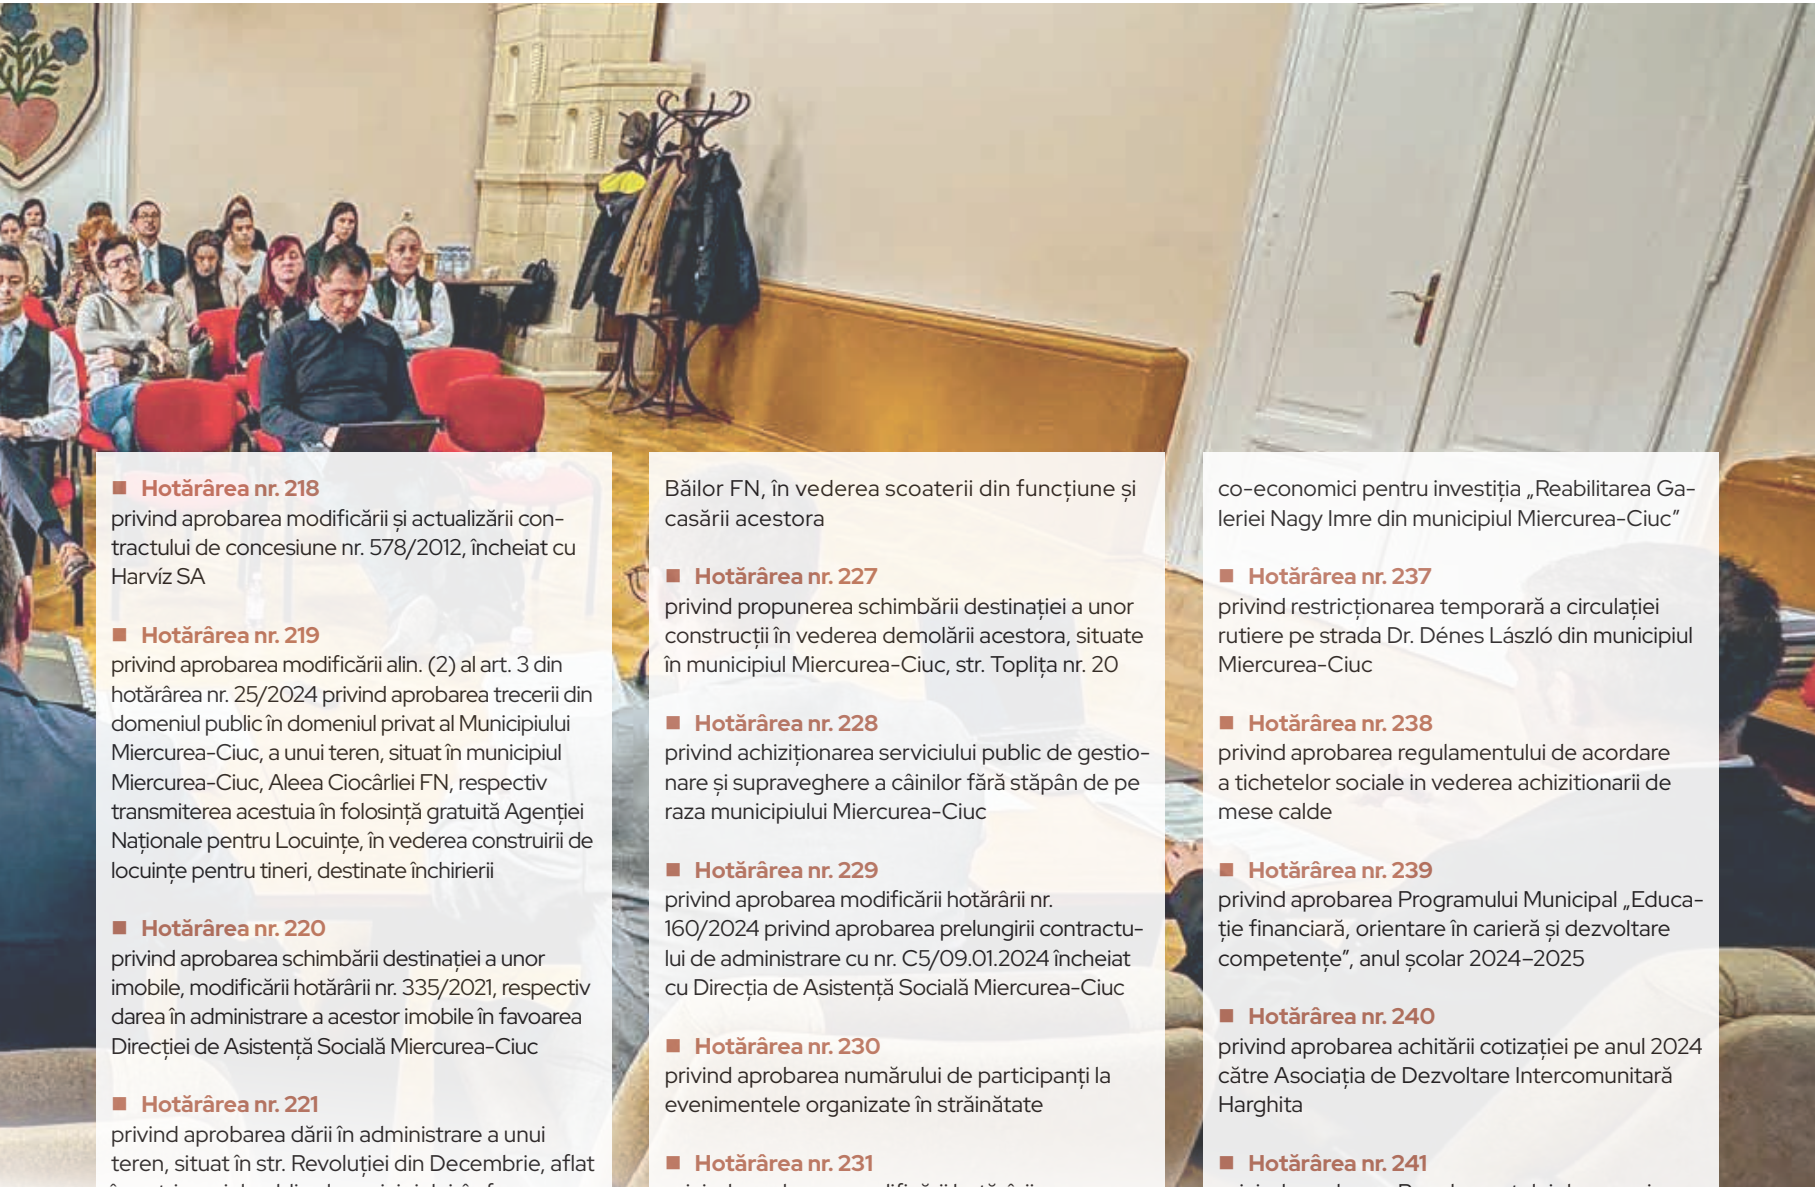 ■ Hotărârea nr. 218
privind aprobarea modificării și actualizării con-
tractului de concesiune nr. 578/2012, încheiat cu
Harvíz SA
■ Hotărârea nr. 219
privind aprobarea modificării alin. (2) al art. 3 din
hotărârea nr. 25/2024 privind aprobarea trecerii din
domeniul public în domeniul privat al Municipiului
Miercurea-Ciuc, a unui teren, situat în municipiul
Miercurea-Ciuc, Aleea Ciocârliei FN, respectiv
transmiterea acestuia în folosință gratuită Agenției
Naționale pentru Locuințe, în vederea construirii de
locuințe pentru tineri, destinate închirierii
■ Hotărârea nr. 220
privind aprobarea schimbării destinației a unor
imobile, modificării hotărârii nr. 335/2021, respectiv
darea în administrare a acestor imobile în favoarea
Direcției de Asistență Socială Miercurea-Ciuc
■ Hotărârea nr. 221
privind aprobarea dării în administrare a unui
teren, situat în str. Revoluției din Decembrie, aflat
Băilor FN, în vederea scoaterii din funcțiune și
casării acestora
■ Hotărârea nr. 227
privind propunerea schimbării destinației a unor
construcții în vederea demolării acestora, situate
în municipiul Miercurea-Ciuc, str. Toplița nr. 20
■ Hotărârea nr. 228
privind achiziționarea serviciului public de gestio-
nare și supraveghere a câinilor fără stăpân de pe
raza municipiului Miercurea-Ciuc
■ Hotărârea nr. 229
privind aprobarea modificării hotărârii nr.
160/2024 privind aprobarea prelungirii contractu-
lui de administrare cu nr. C5/09.01.2024 încheiat
cu Direcția de Asistență Socială Miercurea-Ciuc
■ Hotărârea nr. 230
privind aprobarea numărului de participanți la
evenimentele organizate în străinătate
■ Hotărârea nr. 231
co-economici pentru investiția „Reabilitarea Ga-
leriei Nagy Imre din municipiul Miercurea-Ciuc”
■ Hotărârea nr. 237
privind restricționarea temporară a circulației
rutiere pe strada Dr. Dénes László din municipiul
Miercurea-Ciuc
■ Hotărârea nr. 238
privind aprobarea regulamentului de acordare
a tichetelor sociale in vederea achizitionarii de
mese calde
■ Hotărârea nr. 239
privind aprobarea Programului Municipal „Educa-
ție financiară, orientare în carieră și dezvoltare
competențe”, anul școlar 2024–2025
■ Hotărârea nr. 240
privind aprobarea achitării cotizației pe anul 2024
către Asociația de Dezvoltare Intercomunitară
Harghita
■ Hotărârea nr. 241